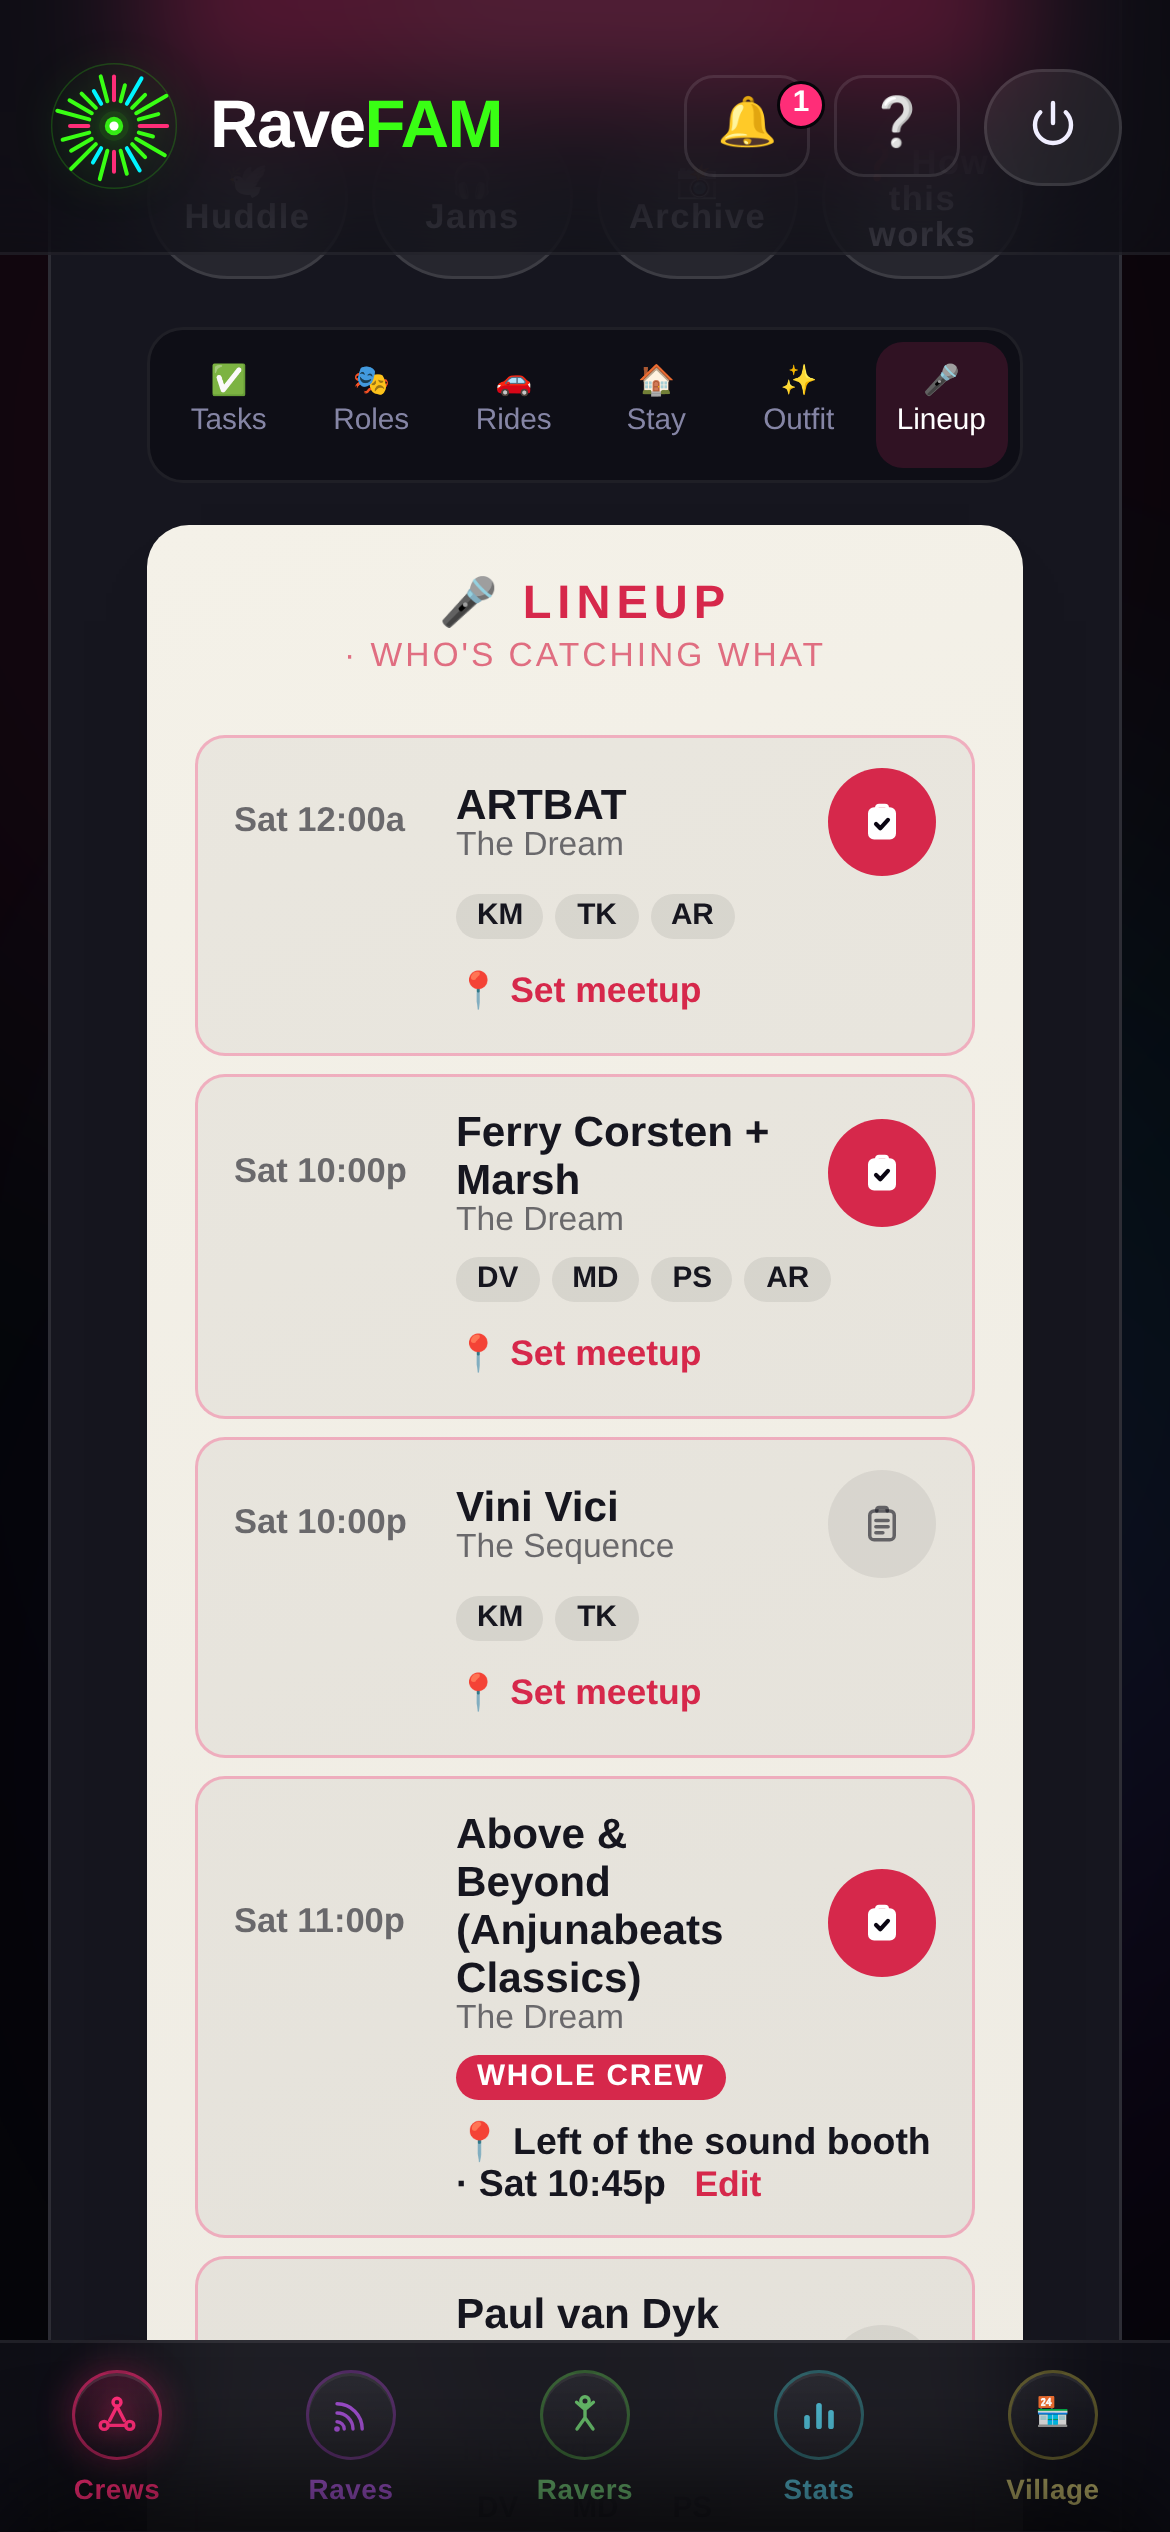 RaveFAM
1
Huddle
Jams
Archive
How
this
works
Tasks
Roles
Rides
Stay
Outfit
Lineup
LINEUP
· WHO'S CATCHING WHAT
Sat 12:00a
ARTBAT
The Dream
KM TK AR
Set meetup
Sat 10:00p
Ferry Corsten +
Marsh
The Dream
DV MD PS AR
Set meetup
Sat 10:00p
Vini Vici
The Sequence
KM TK
Set meetup
Sat 11:00p
Above &
Beyond
(Anjunabeats
Classics)
The Dream
WHOLE CREW
Left of the sound booth
· Sat 10:45p Edit
Paul van Dyk
DV MD PS
Crews
Raves
Ravers
Stats
24
Village